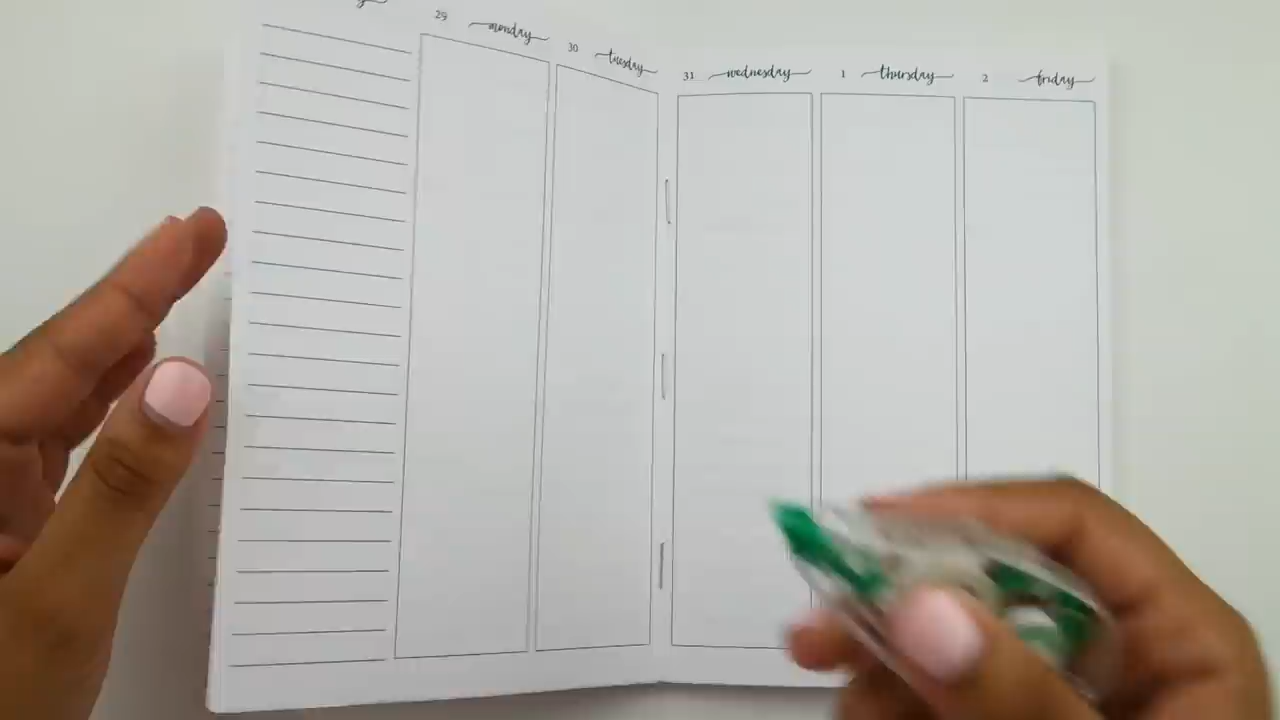 29 monday
30 tuesday
31 wednesday
1 thursday
2 friday